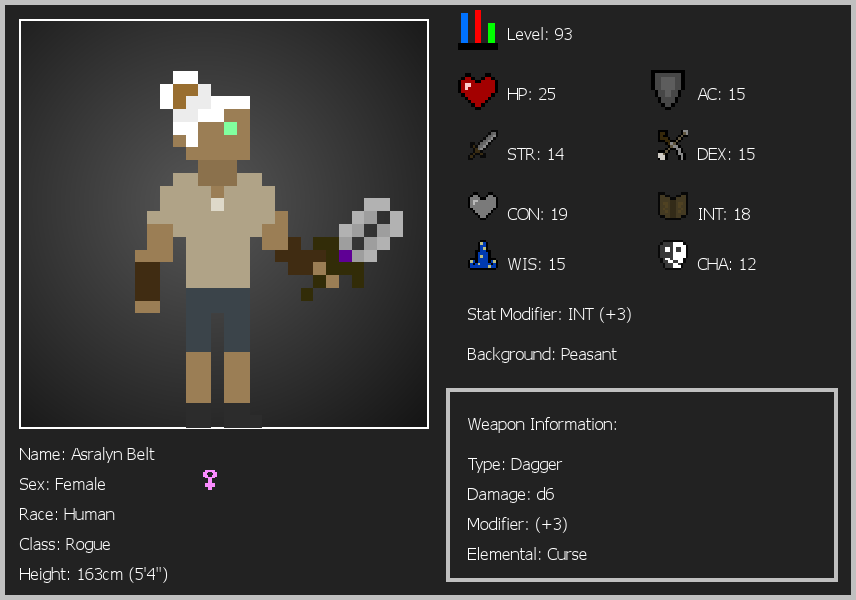 Level: 93
HP: 25
AC: 15
STR: 14
DEX: 15
CON: 19
INT: 18
WIS: 15
CHA: 12
Stat Modifier: INT (+3)
Background: Peasant
Weapon Information:
Type: Dagger
Damage: d6
Modifier: (+3)
Elemental: Curse
Name: Asralyn Belt
Sex: Female
Race: Human
Class: Rogue
Height: 163cm (5'4")